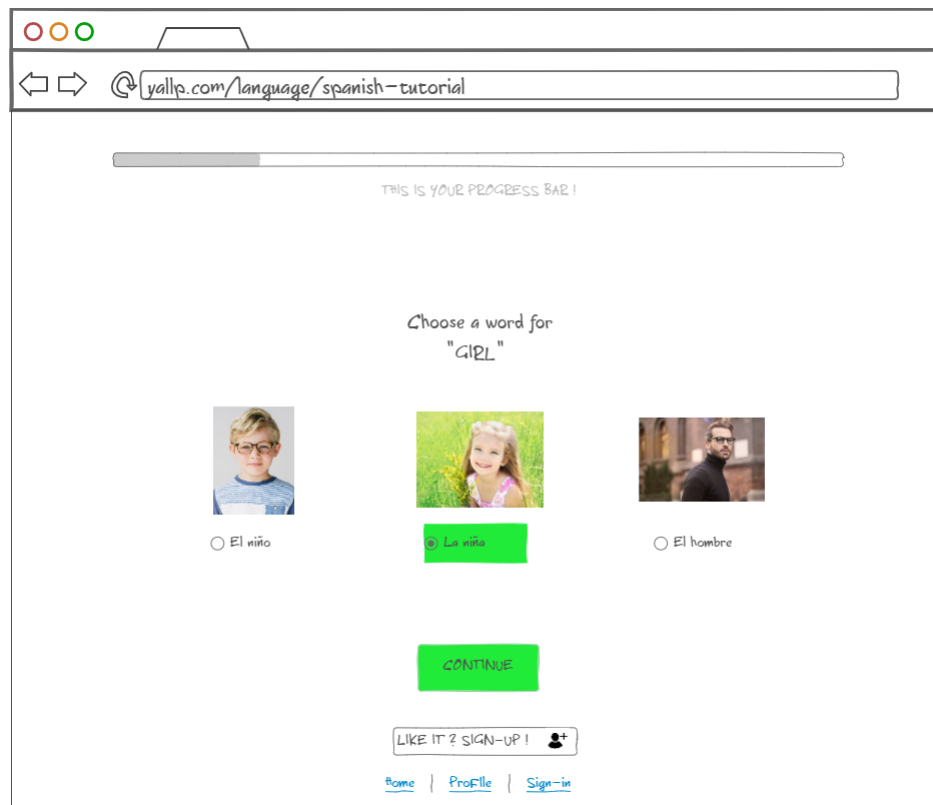 yallp.com/language/spanish-tutorial
THIS IS YOUR PROGRESS BAR !
Choose a word for
"GIRL"
El niño
La niña
El hombre
CONTINUE
LIKE IT ? SIGN-UP !
Home | ProFIle | Sign-in